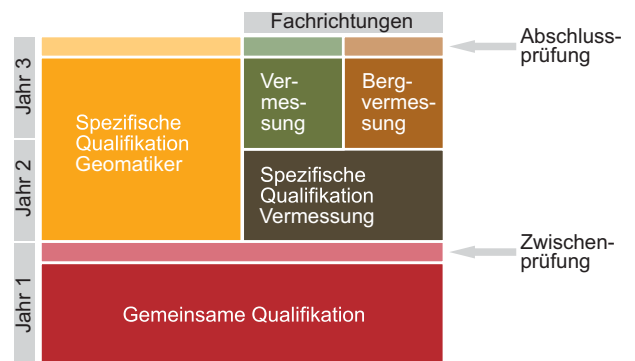 Fachrichtungen
Abschluss-
prüfung
Jahr 3
Ver-
mes-
sung
Berg-
vermes-
sung
Spezifische
Qualifikation
Geomatiker
Jahr 2
Spezifische
Qualifikation
Vermessung
Zwischen-
prüfung
Jahr 1
Gemeinsame Qualifikation